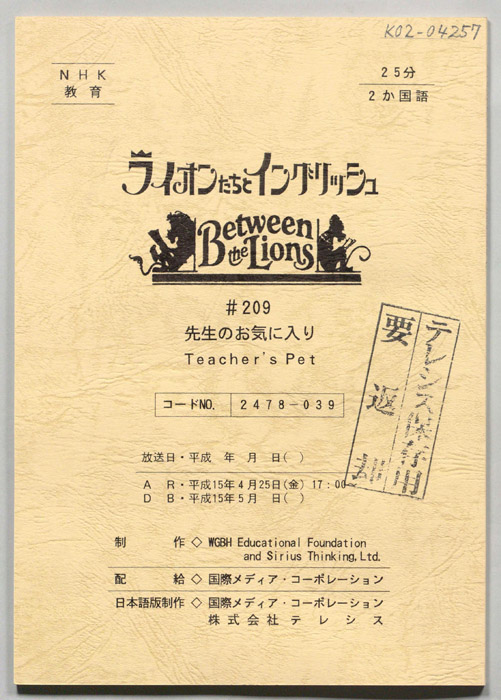 K02-04257
NHK
教育
25分
2か国語
ライオンたちとイングリッシュ
Between
the Lions
#209
先生のお気に入り
Teacher's Pet
コードNO. 2478-039
放送日・平成 年 月 日( )
A R・平成15年4月25日(金) 17:00
D B・平成15年5月 日( )
制 作◇WGBH Educational Foundation
and Sirius Thinking,Ltd.
配 給◇国際メディア・コーポレーション
日本語版制作◇国際メディア・コーポレーション
株式会社テレシス
テレシス
要返